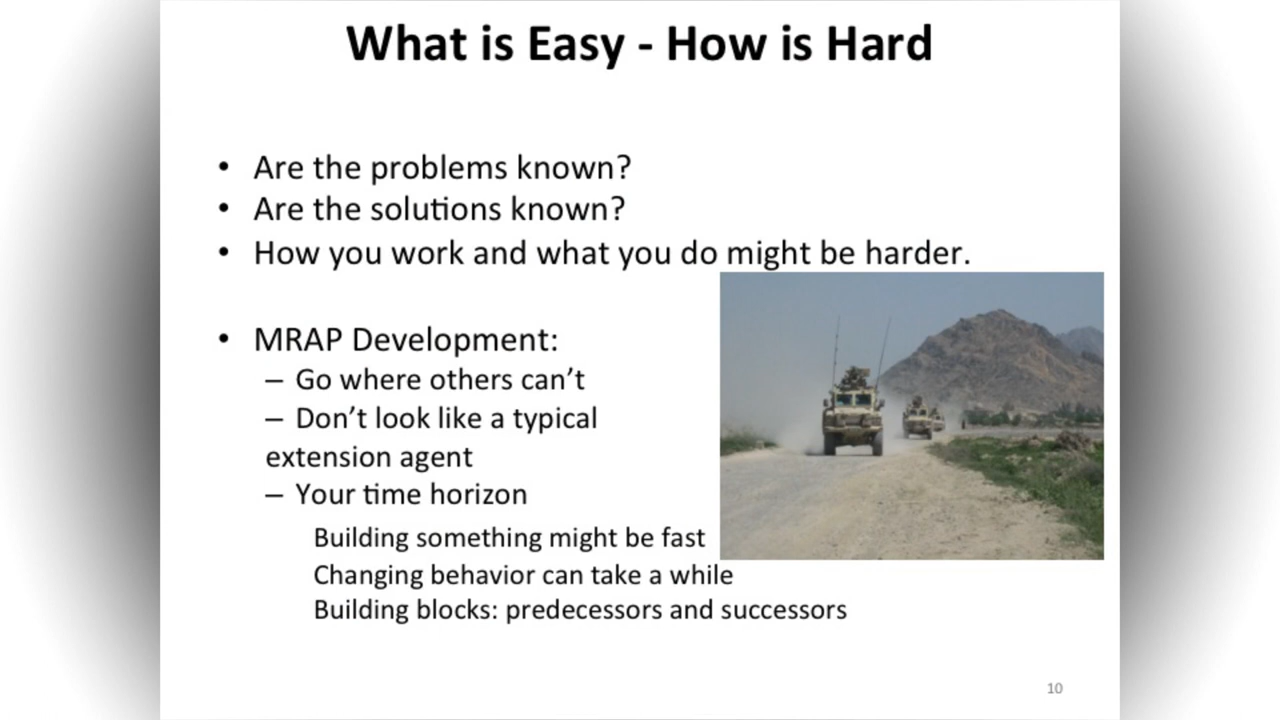 What is Easy - How is Hard
• Are the problems known?
• Are the solutions known?
• How you work and what you do might be harder.
• MRAP Development:
– Go where others can’t
– Don’t look like a typical
extension agent
– Your time horizon
Building something might be fast
Changing behavior can take a while
Building blocks: predecessors and successors
10